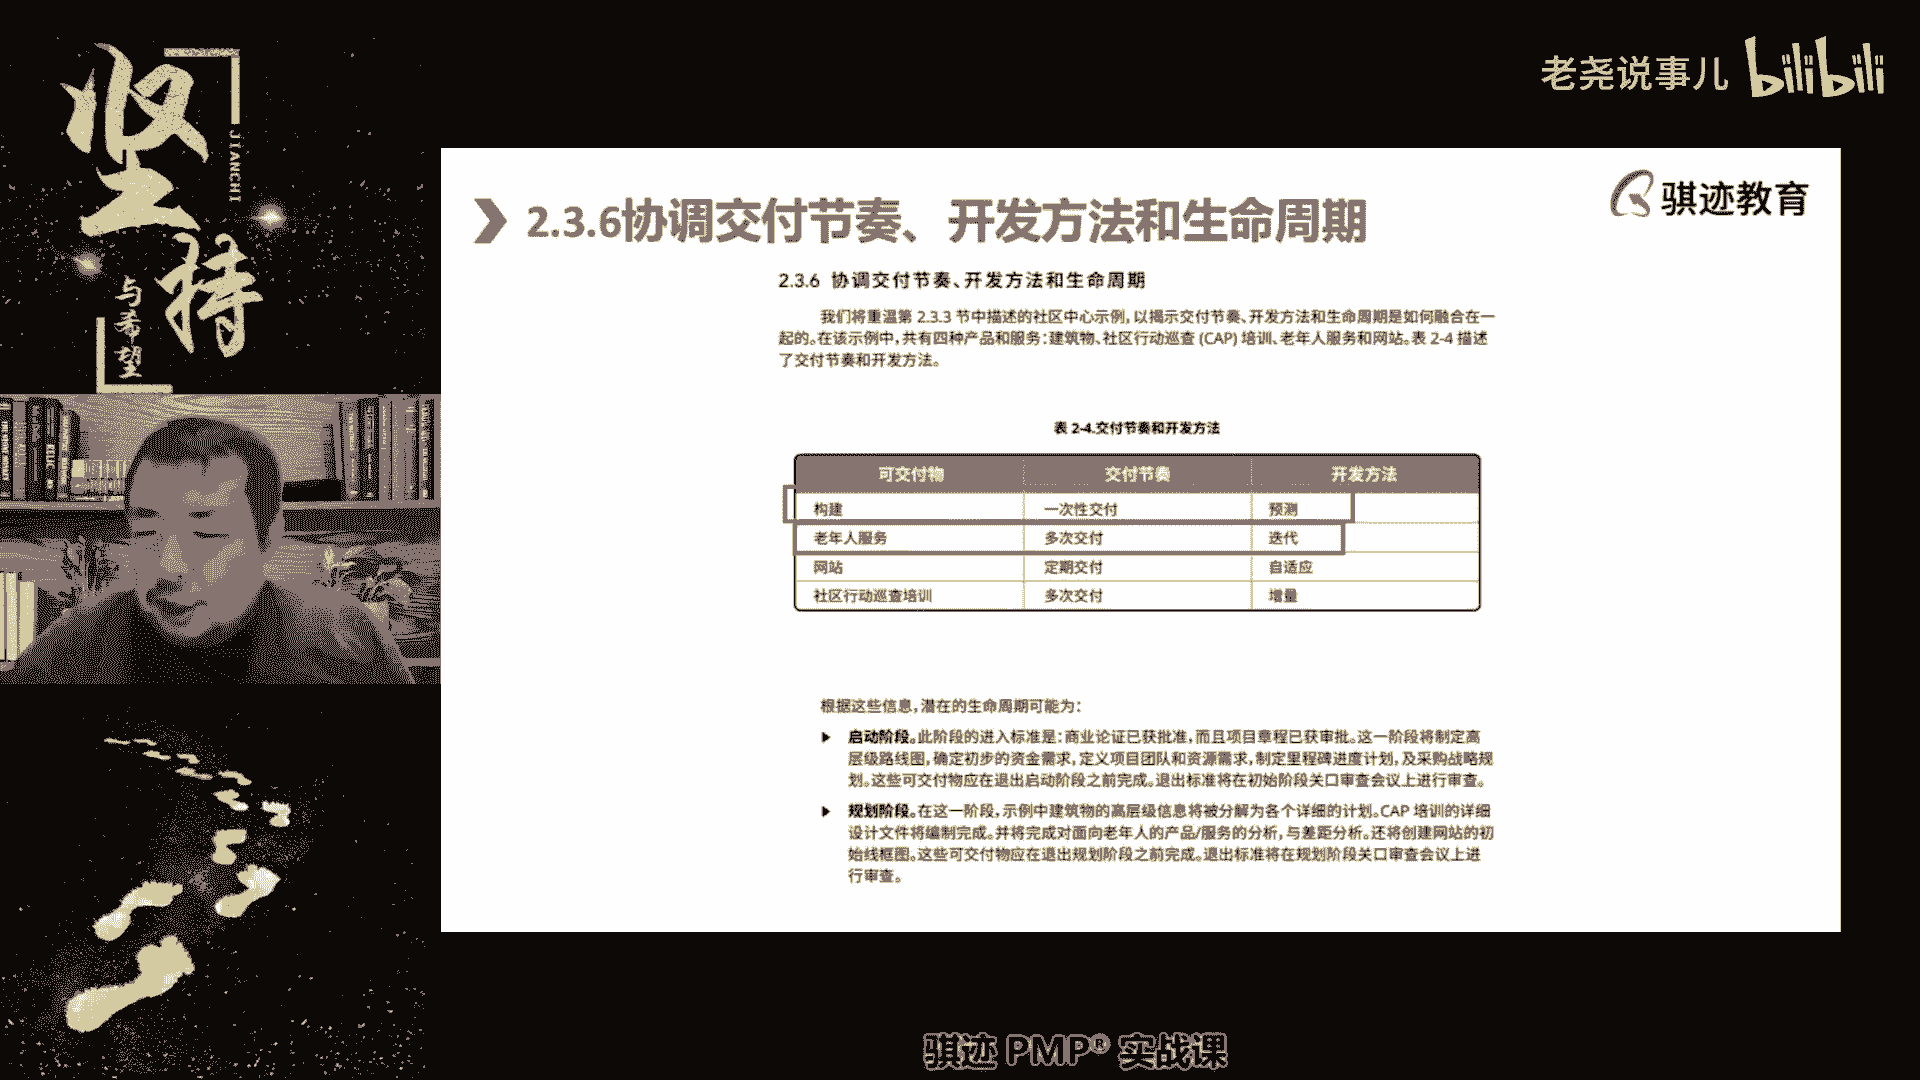 坚持
JIANCHI
与希望
老尧说事儿 bilibili
骐迹教育
2.3.6协调交付节奏、开发方法和生命周期
2.3.6 协调交付节奏、开发方法和生命周期
我们将重温第 2.3.3 节中描述的社区中心示例,以揭示交付节奏、开发方法和生命周期是如何融合在一
起的。在该示例中,共有四种产品和服务:建筑物、社区行动巡查 (CAP) 培训、老年人服务和网站。表 2-4 描述
了交付节奏和开发方法。
表 2-4.交付节奏和开发方法
可交付物 交付节奏 开发方法
构建 一次性交付 预测
老年人服务 多次交付 迭代
网站 定期交付 自适应
社区行动巡查培训 多次交付 增量
根据这些信息,潜在的生命周期可能为:
启动阶段。此阶段的进入标准是:商业论证已获批准,而且项目章程已获审批。这一阶段将制定高
层级路线图,确定初步的资金需求,定义项目团队和资源需求,制定里程碑进度计划,及采购战略规
划。这些可交付物应在退出启动阶段之前完成。退出标准将在初始阶段关口审查会议上进行审查。
规划阶段。在这一阶段,示例中建筑物的高层级信息将被分解为各个详细的计划。CAP 培训的详细
设计文件将编制完成。并将完成对面向老年人的产品/服务的分析,与差距分析。还将创建网站的初
始线框图。这些可交付物应在退出规划阶段之前完成。退出标准将在规划阶段关口审查会议上进
行审查。
骐迹 PMP® 实战课